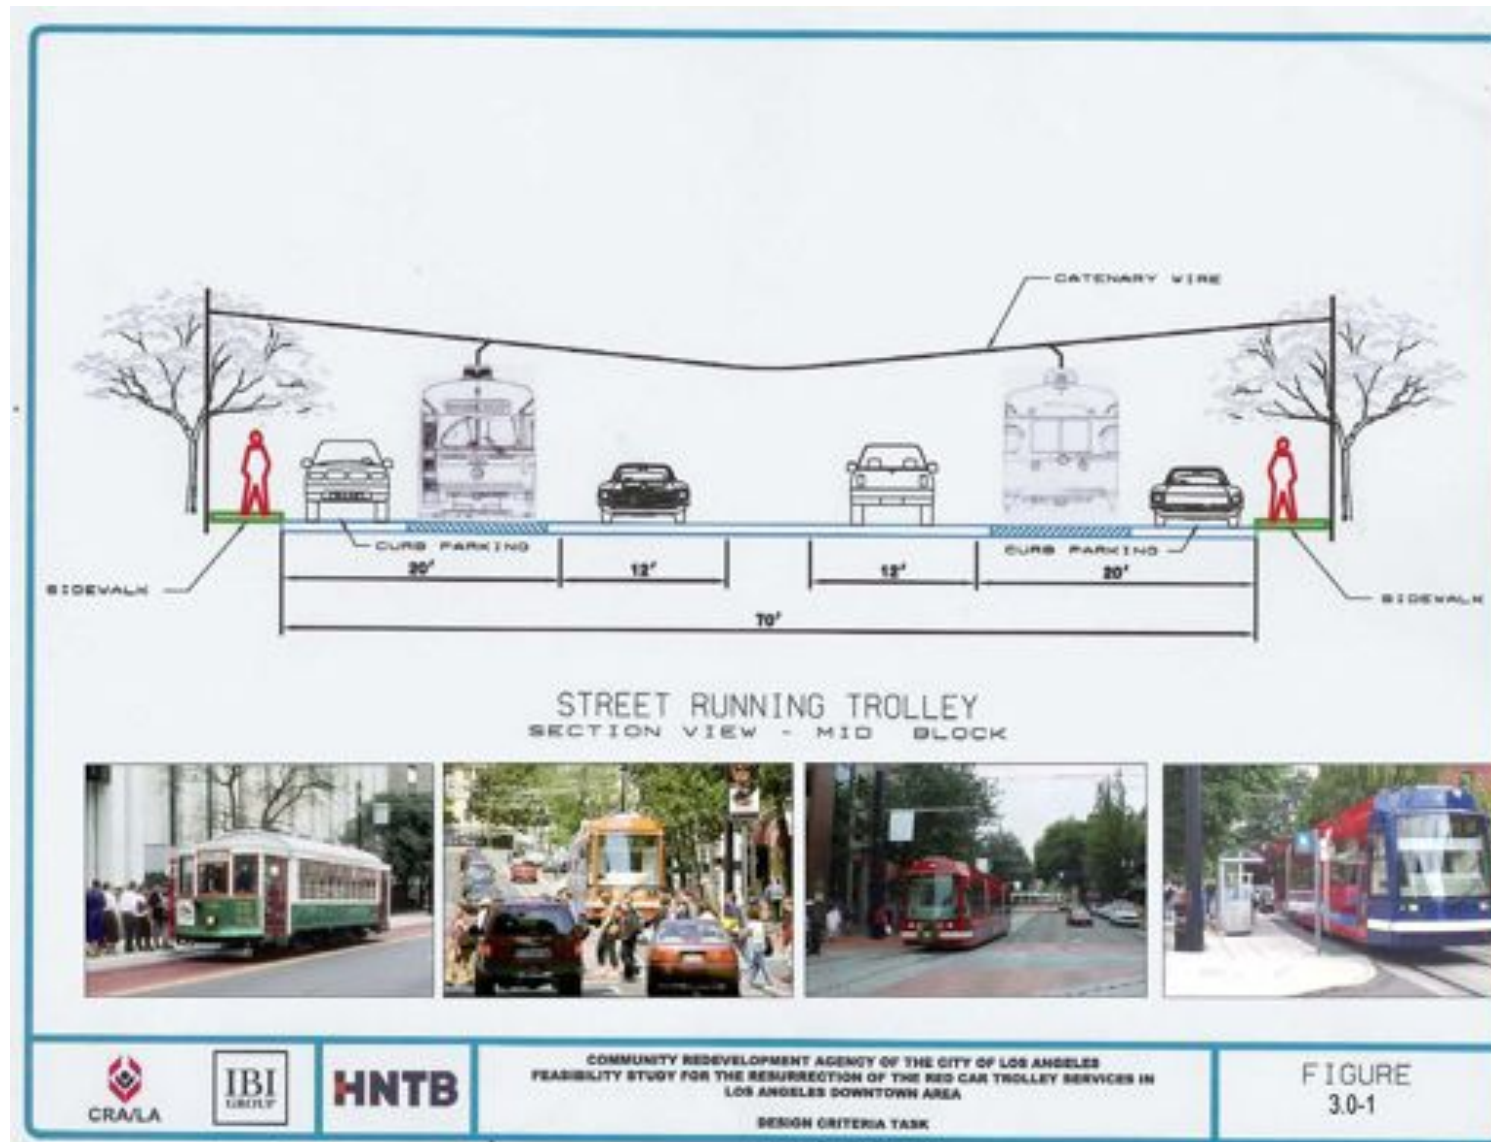 CATENARY WIRE
CURB PARKING
CURB PARKING
20'
12'
12'
20'
SIDEWALK
SIDEWALK
70'
STREET RUNNING TROLLEY
SECTION VIEW - MID BLOCK
CRA/LA
IBI
GROUP
HNTB
COMMUNITY REDEVELOPMENT AGENCY OF THE CITY OF LOS ANGELES
FEASIBILITY STUDY FOR THE RESURRECTION OF THE RED CAR TROLLEY SERVICES IN
LOS ANGELES DOWNTOWN AREA
DESIGN CRITERIA TASK
FIGURE
3.0-1